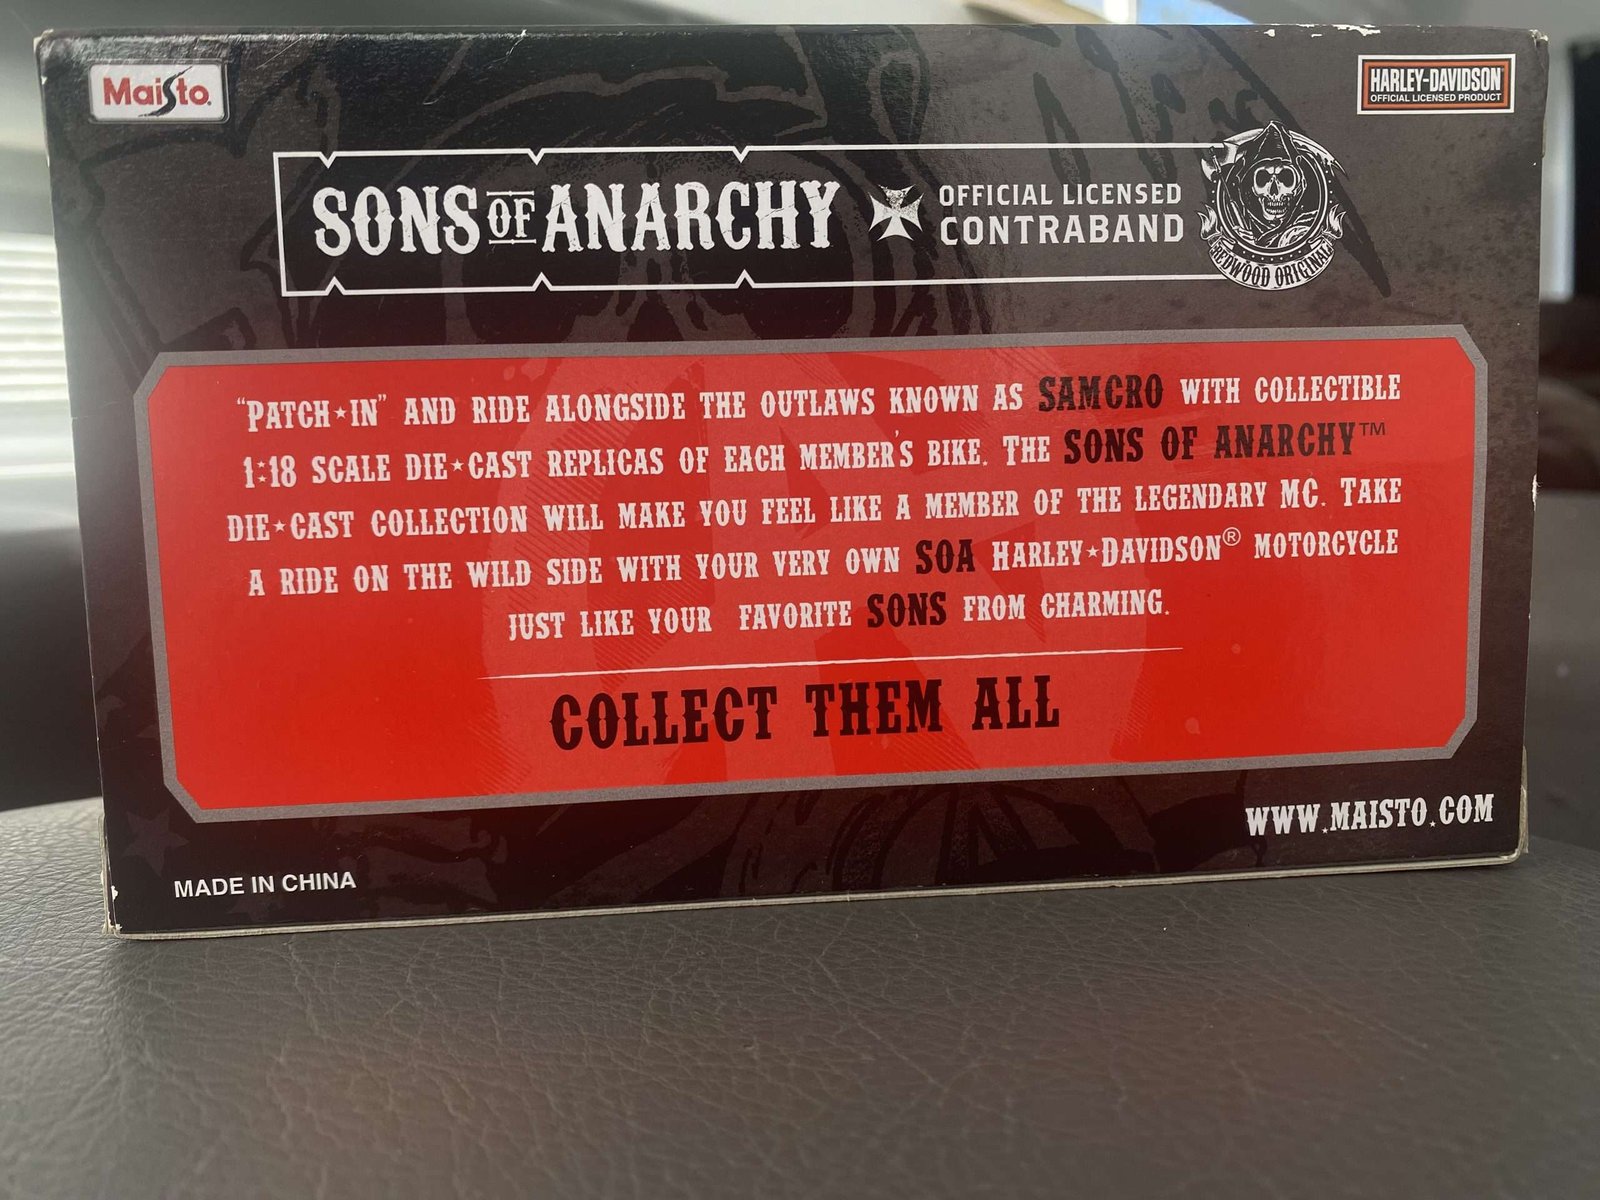 Maisto.
HARLEY-DAVIDSON
OFFICIAL LICENSED PRODUCT
SONS OF ANARCHY
OFFICIAL LICENSED
CONTRABAND
REDWOOD ORIGINAL
"PATCH★IN" AND RIDE ALONGSIDE THE OUTLAWS KNOWN AS SAMCRO WITH COLLECTIBLE
1:18 SCALE DIE★CAST REPLICAS OF EACH MEMBER'S BIKE. THE SONS OF ANARCHY™
DIE★CAST COLLECTION WILL MAKE YOU FEEL LIKE A MEMBER OF THE LEGENDARY MC. TAKE
A RIDE ON THE WILD SIDE WITH YOUR VERY OWN SOA HARLEY★DAVIDSON® MOTORCYCLE
JUST LIKE YOUR FAVORITE SONS FROM CHARMING.
COLLECT THEM ALL
WWW.MAISTO.COM
MADE IN CHINA